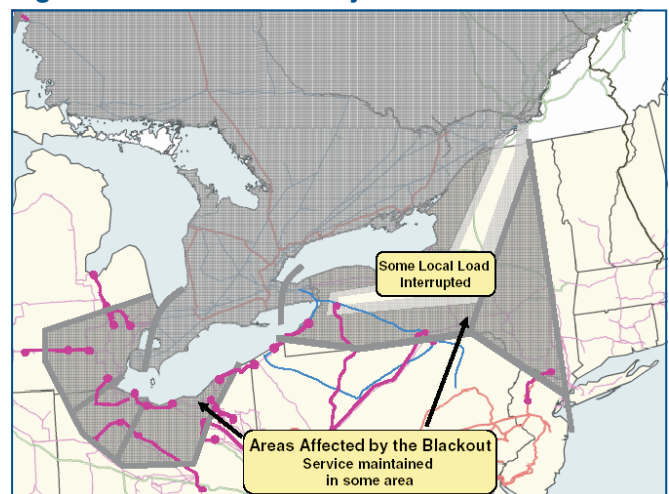 Some Local Load
Interrupted
Areas Affected by the Blackout
Service maintained
in some area